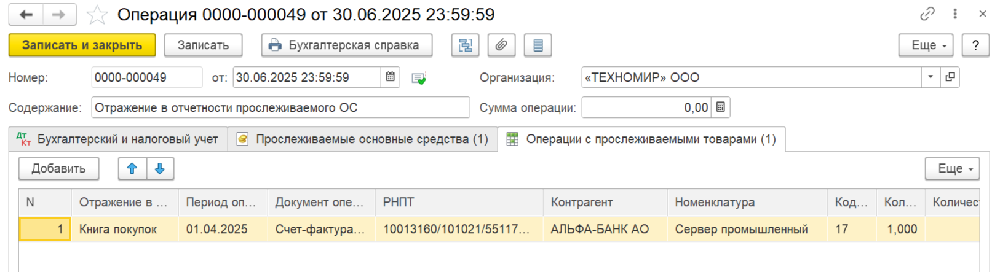 Операция 0000-000049 от 30.06.2025 23:59:59
Записать и закрыть Записать Бухгалтерская справка Еще ?
Номер: 0000-000049 от: 30.06.2025 23:59:59 Организация: «ТЕХНОМИР» ООО
Содержание: Отражение в отчетности прослеживаемого ОС Сумма операции: 0,00
Дт Кт Бухгалтерский и налоговый учет Прослеживаемые основные средства (1) Операции с прослеживаемыми товарами (1)
Добавить Еще
N Отражение в ... Период оп... Документ опе... РНПТ Контрагент Номенклатура Код... Кол... Количес
1 Книга покупок 01.04.2025 Счет-фактура... 10013160/101021/55117... АЛЬФА-БАНК АО Сервер промышленный 17 1,000